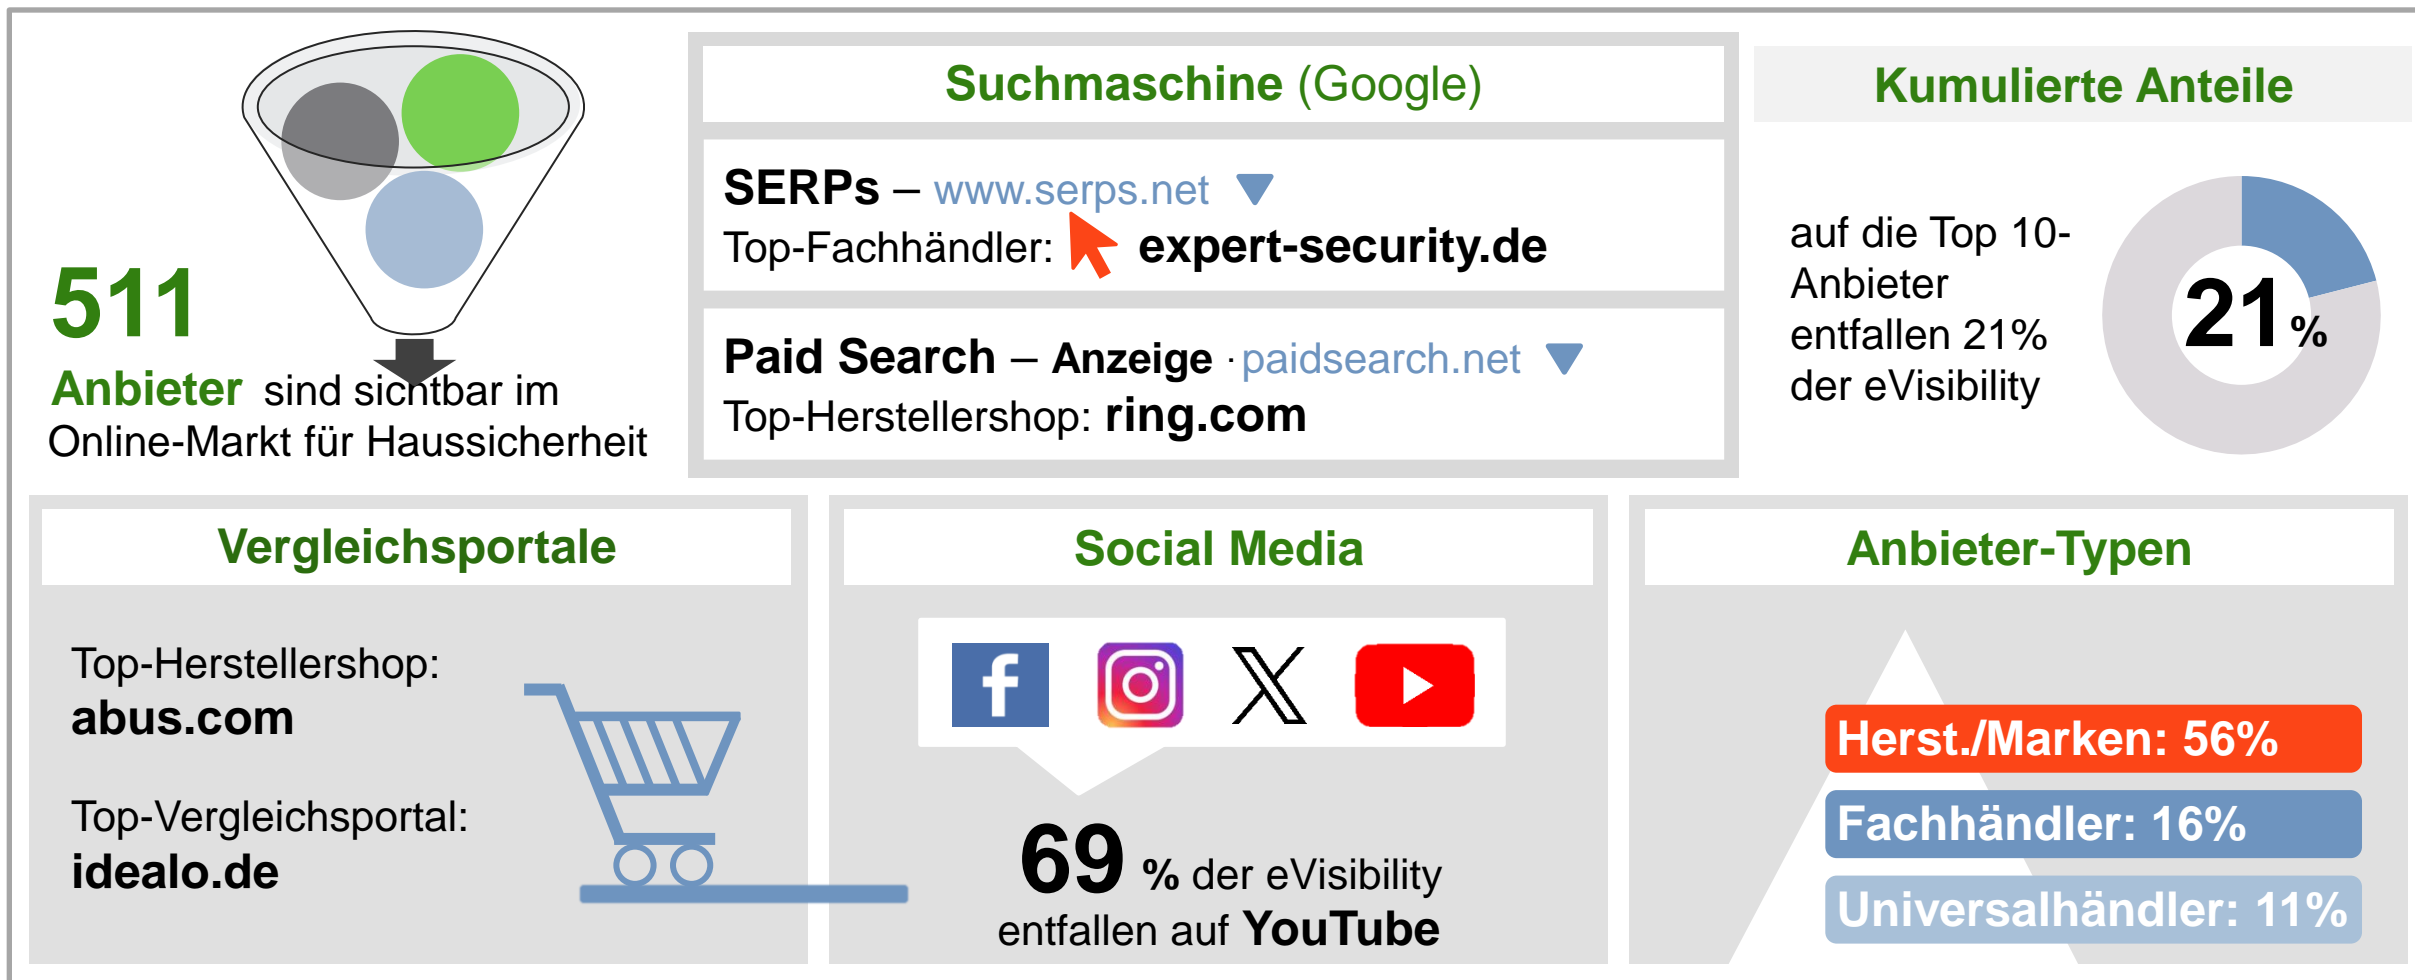 511
Anbieter sind sichtbar im
Online-Markt für Haussicherheit
Suchmaschine (Google)
SERPs – www.serps.net
Top-Fachhändler: expert-security.de
Paid Search – Anzeige · paidsearch.net
Top-Herstellershop: ring.com
Kumulierte Anteile
auf die Top 10-
Anbieter
entfallen 21%
der eVisibility
21%
Vergleichsportale
Top-Herstellershop:
abus.com
Top-Vergleichsportal:
idealo.de
Social Media
69 % der eVisibility
entfallen auf YouTube
Anbieter-Typen
Herst./Marken: 56%
Fachhändler: 16%
Universalhändler: 11%